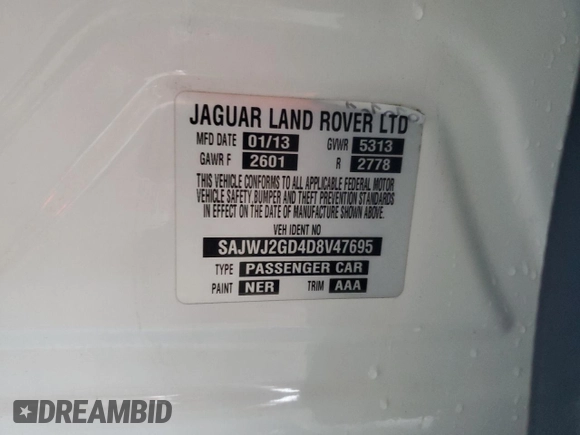 JAGUAR LAND ROVER LTD
MFD DATE 01/13 GVWR 5313
GAWR F 2601 R 2778
THIS VEHICLE CONFORMS TO ALL APPLICABLE FEDERAL MOTOR
VEHICLE SAFETY, BUMPER AND THEFT PREVENTION STANDARDS
IN EFFECT ON THE DATE OF MANUFACTURE SHOWN ABOVE.
VEH IDENT NO
SAJWJ2GD4D8V47695
TYPE PASSENGER CAR
PAINT NER TRIM AAA
DREAMBID